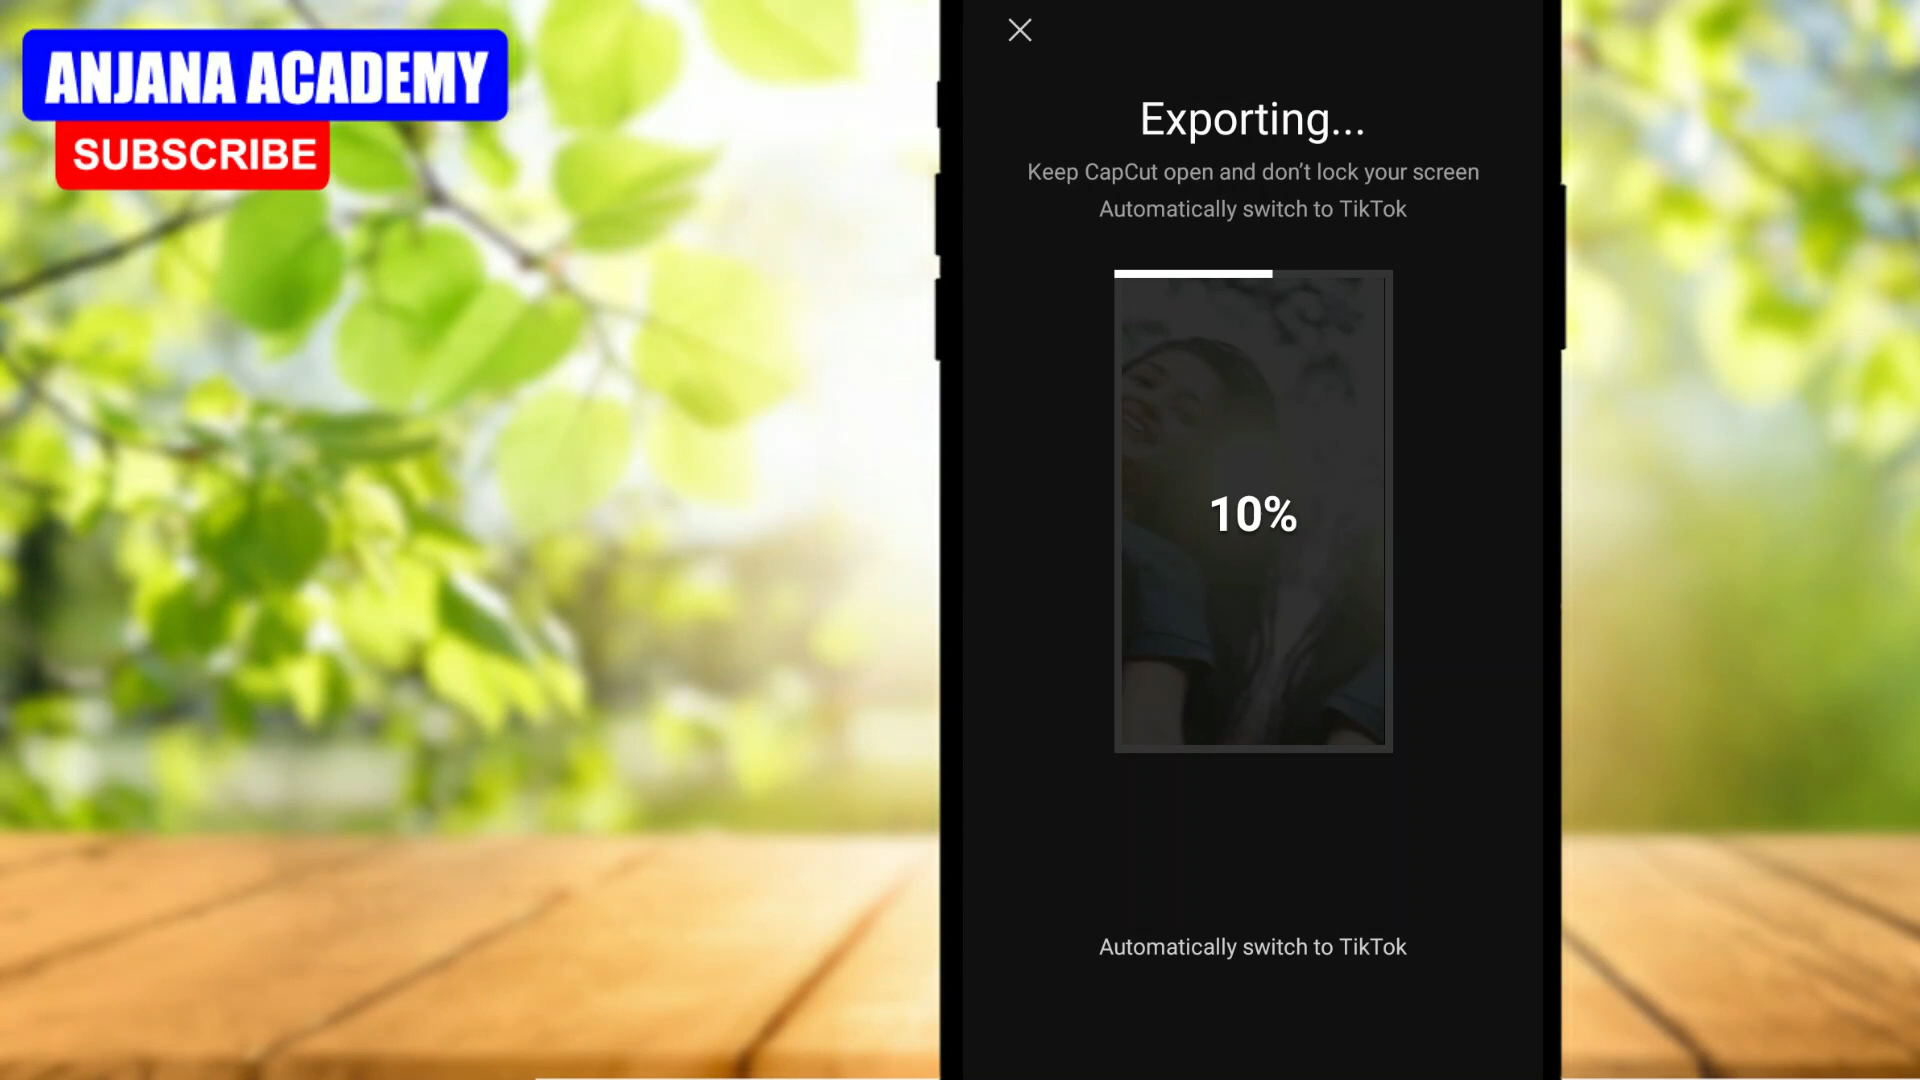 ANJANA ACADEMY
SUBSCRIBE
Exporting...
Keep CapCut open and don’t lock your screen
Automatically switch to TikTok
10%
Automatically switch to TikTok